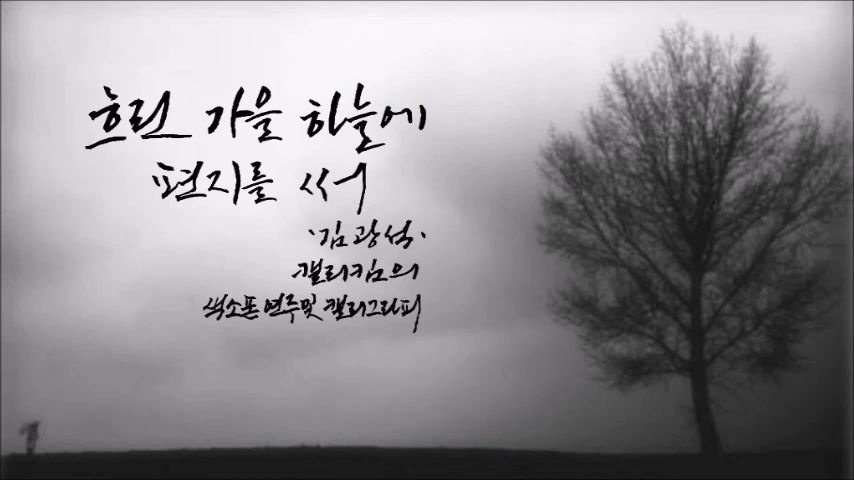 흐린 가을 하늘에
편지를 써
·김광석·
캘리킴의
색소폰 연주및 캘리그라피